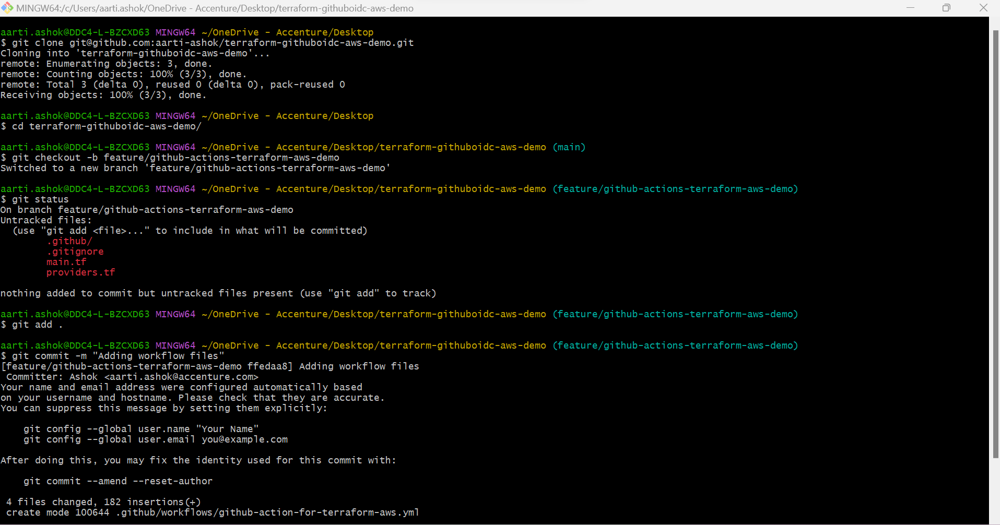 MINGW64:/c/Users/aarti.ashok/OneDrive - Accenture/Desktop/terraform-githuboidc-aws-demo
aarti.ashok@DDC4-L-BZCXD63 MINGW64 ~/OneDrive - Accenture/Desktop
$ git clone git@github.com:aarti-ashok/terraform-githuboidc-aws-demo.git
Cloning into 'terraform-githuboidc-aws-demo'...
remote: Enumerating objects: 3, done.
remote: Counting objects: 100% (3/3), done.
remote: Total 3 (delta 0), reused 0 (delta 0), pack-reused 0
Receiving objects: 100% (3/3), done.
aarti.ashok@DDC4-L-BZCXD63 MINGW64 ~/OneDrive - Accenture/Desktop
$ cd terraform-githuboidc-aws-demo/
aarti.ashok@DDC4-L-BZCXD63 MINGW64 ~/OneDrive - Accenture/Desktop/terraform-githuboidc-aws-demo (main)
$ git checkout -b feature/github-actions-terraform-aws-demo
Switched to a new branch 'feature/github-actions-terraform-aws-demo'
aarti.ashok@DDC4-L-BZCXD63 MINGW64 ~/OneDrive - Accenture/Desktop/terraform-githuboidc-aws-demo (feature/github-actions-terraform-aws-demo)
$ git status
On branch feature/github-actions-terraform-aws-demo
Untracked files:
(use "git add <file>..." to include in what will be committed)
.github/
.gitignore
main.tf
providers.tf
nothing added to commit but untracked files present (use "git add" to track)
aarti.ashok@DDC4-L-BZCXD63 MINGW64 ~/OneDrive - Accenture/Desktop/terraform-githuboidc-aws-demo (feature/github-actions-terraform-aws-demo)
$ git add .
aarti.ashok@DDC4-L-BZCXD63 MINGW64 ~/OneDrive - Accenture/Desktop/terraform-githuboidc-aws-demo (feature/github-actions-terraform-aws-demo)
$ git commit -m "Adding workflow files"
[feature/github-actions-terraform-aws-demo ffedaa8] Adding workflow files
Committer: Ashok <aarti.ashok@accenture.com>
Your name and email address were configured automatically based
on your username and hostname. Please check that they are accurate.
You can suppress this message by setting them explicitly:
git config --global user.name "Your Name"
git config --global user.email you@example.com
After doing this, you may fix the identity used for this commit with:
git commit --amend --reset-author
4 files changed, 182 insertions(+)
create mode 100644 .github/workflows/github-action-for-terraform-aws.yml